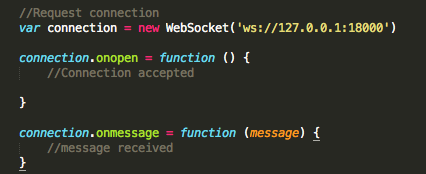 //Request connection
var connection = new WebSocket('ws://127.0.0.1:18000')
connection.onopen = function () {
//Connection accepted
}
connection.onmessage = function (message) {
//message received
}